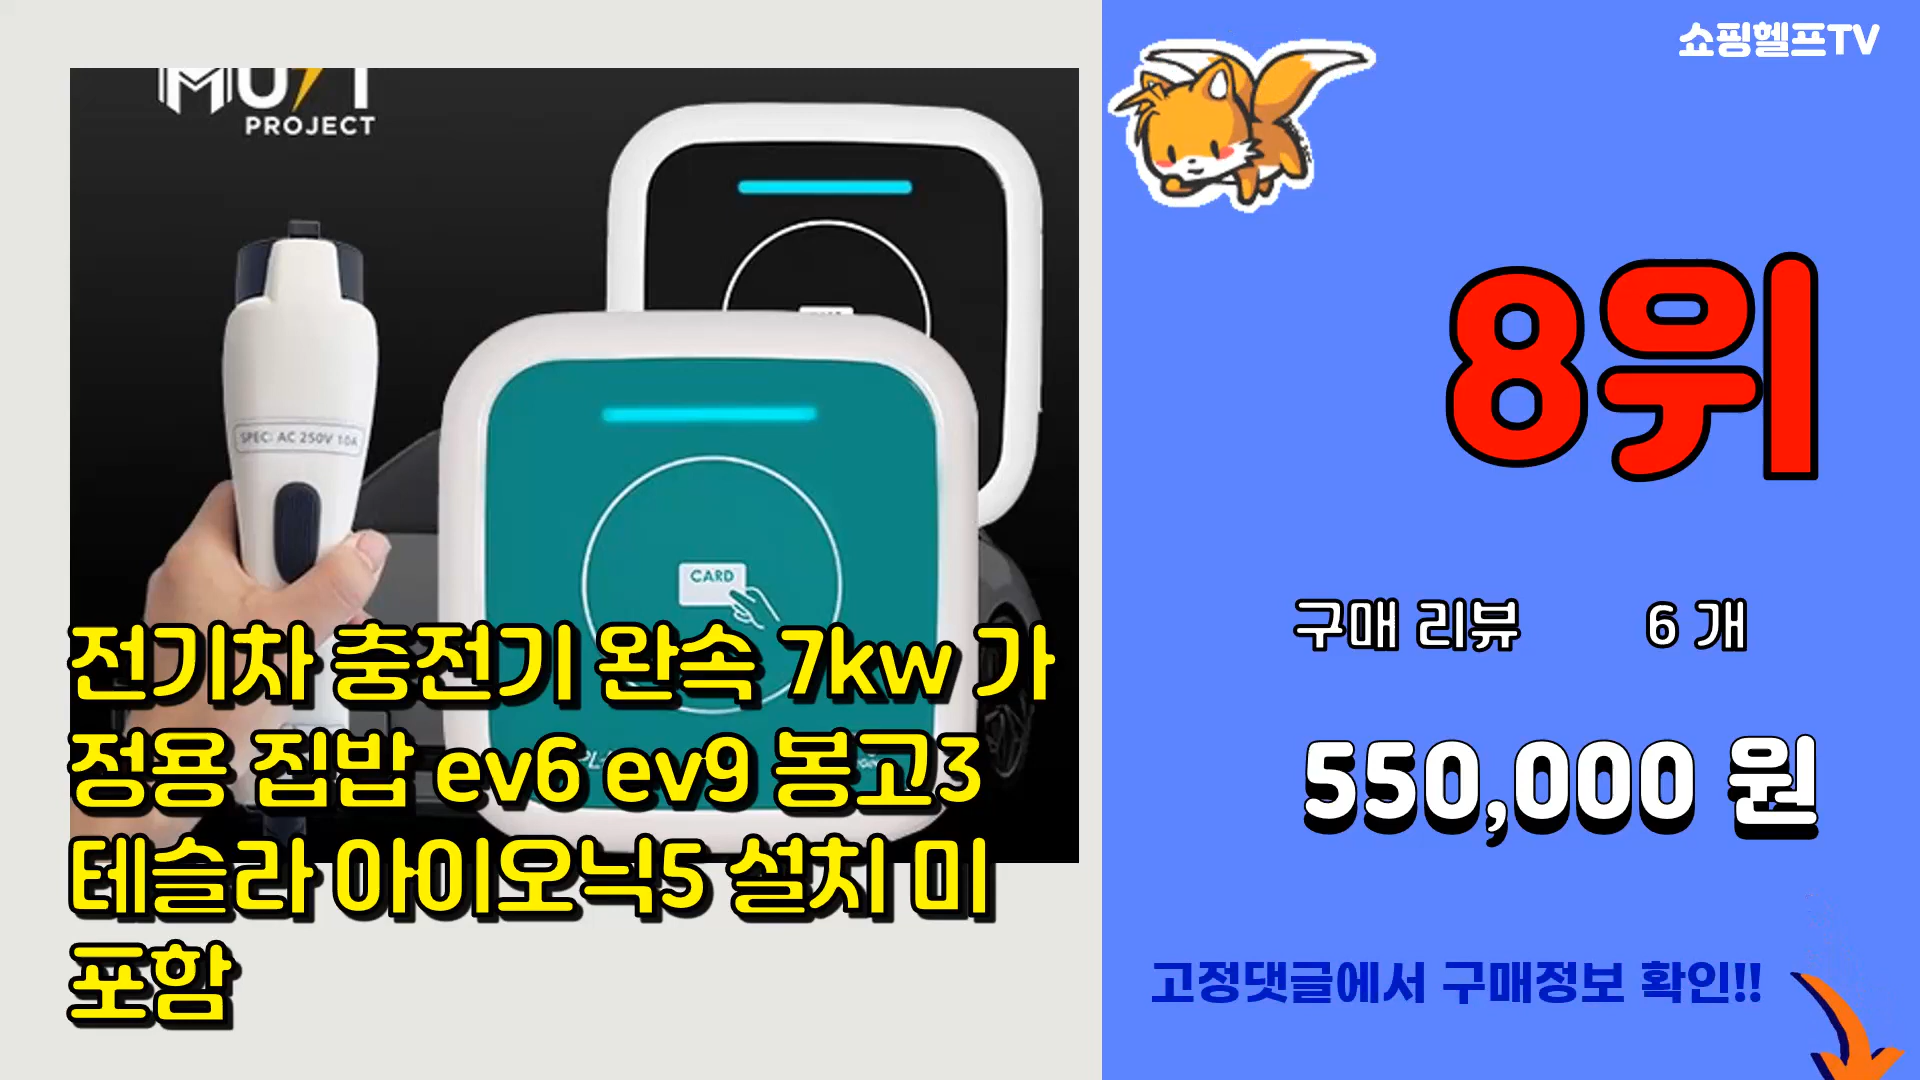 쇼핑헬프TV
PROJECT
SPEC: AC 250V 10A
CARD
8위
구매 리뷰 6 개
550,000 원
전기차 충전기 완속 7kw 가
정용 집밥 ev6 ev9 봉고3
테슬라 아이오닉5 설치 미
포함
고정댓글에서 구매정보 확인!!